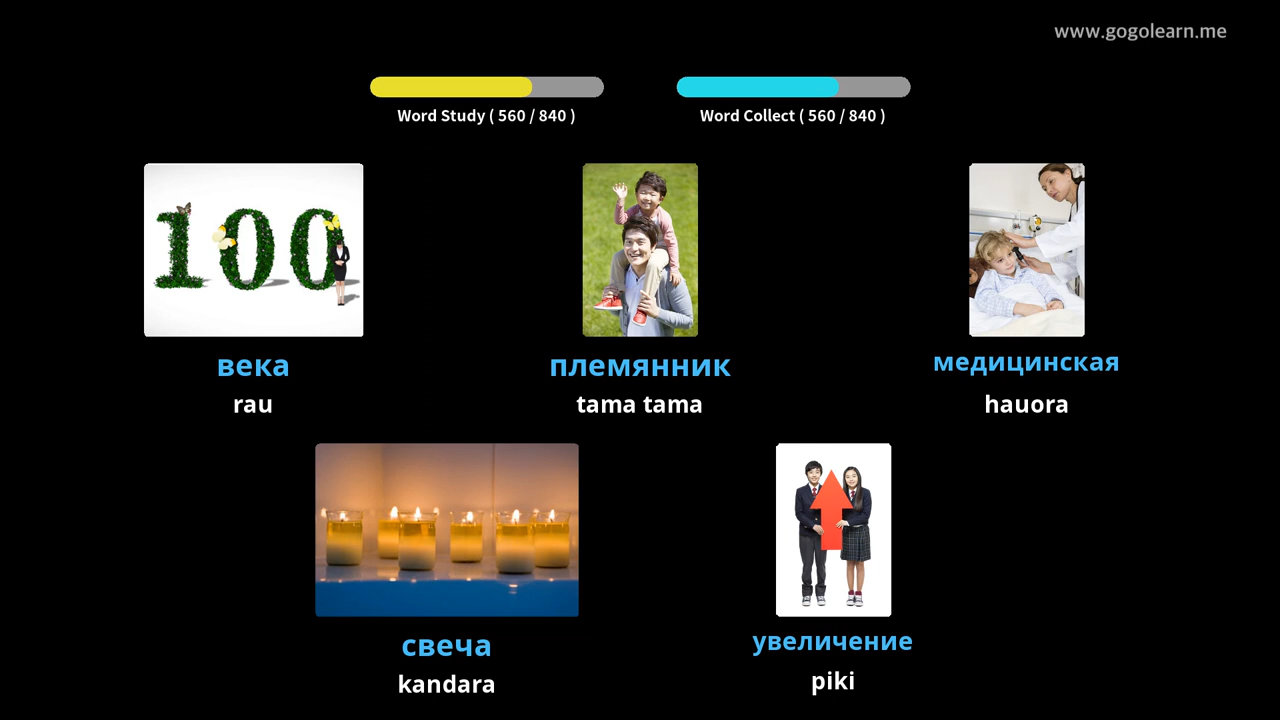 www.gogolearn.me
Word Study ( 560 / 840 )
Word Collect ( 560 / 840 )
100
века
rau
племянник
tama tama
медицинская
hauora
свеча
kandara
увеличение
piki